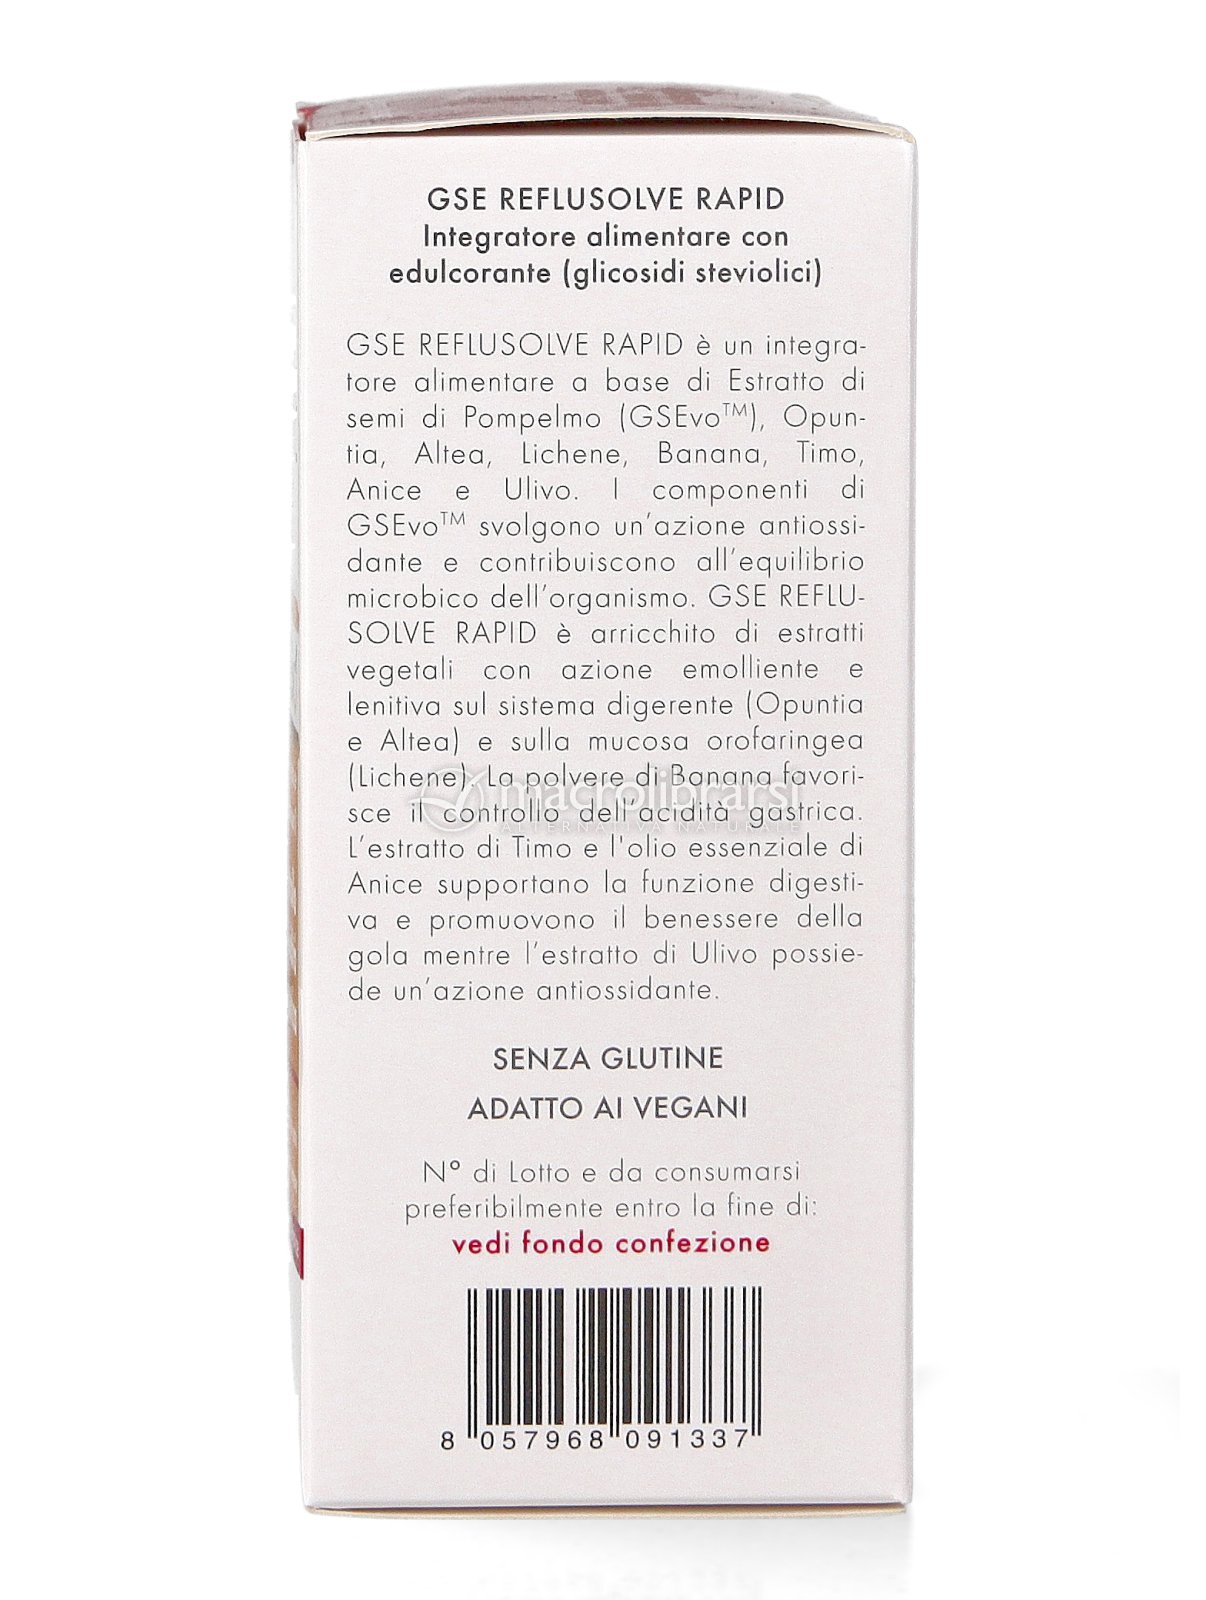 GSE REFLUSOLVE RAPID
Integratore alimentare con
edulcorante (glicosidi steviolici)
GSE REFLUSOLVE RAPID è un integra-
tore alimentare a base di Estratto di
semi di Pompelmo (GSEvo™), Opun-
tia, Altea, Lichene, Banana, Timo,
Anice e Ulivo. I componenti di
GSEvo™ svolgono un'azione antiossi-
dante e contribuiscono all'equilibrio
microbico dell'organismo. GSE REFLU-
SOLVE RAPID è arricchito di estratti
vegetali con azione emolliente e
lenitiva sul sistema digerente (Opuntia
e Altea) e sulla mucosa orofaringea
(Lichene). La polvere di Banana favori-
sce il controllo dell'acidità gastrica.
L'estratto di Timo e l'olio essenziale di
Anice supportano la funzione digesti-
va e promuovono il benessere della
gola mentre l'estratto di Ulivo possie-
de un'azione antiossidante.
macrolibrarsi
ALTERNATIVA NATURALE
SENZA GLUTINE
ADATTO AI VEGANI
N° di Lotto e da consumarsi
preferibilmente entro la fine di:
vedi fondo confezione
8 057968 091337